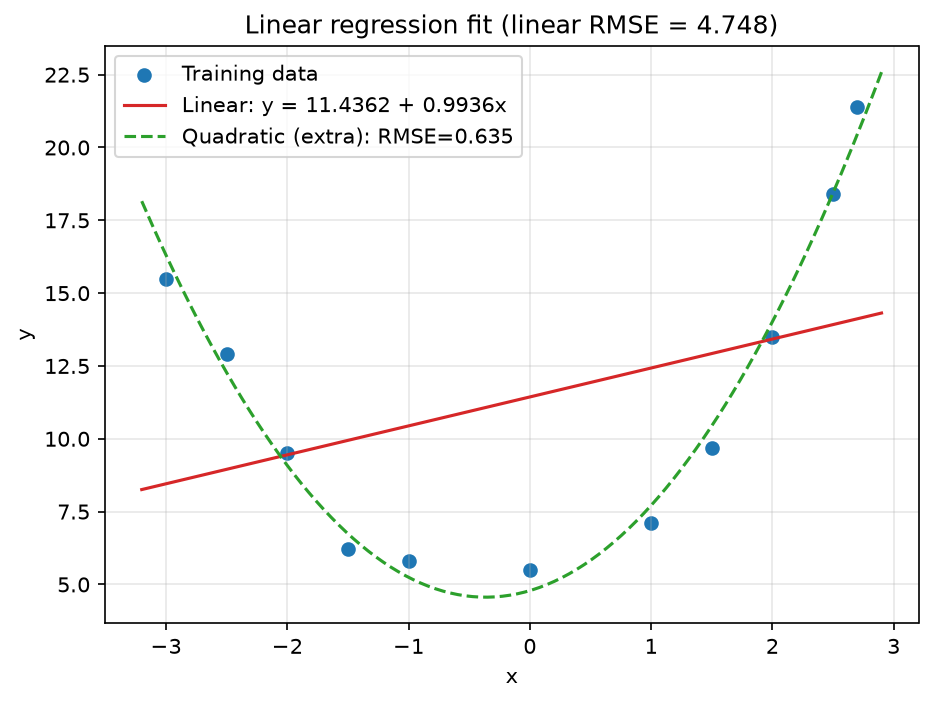 Linear regression fit (linear RMSE = 4.748)
Training data
Linear: y = 11.4362 + 0.9936x
Quadratic (extra): RMSE=0.635
22.5
20.0
17.5
15.0
12.5
10.0
7.5
5.0
y
−3 −2 −1 0 1 2 3
x